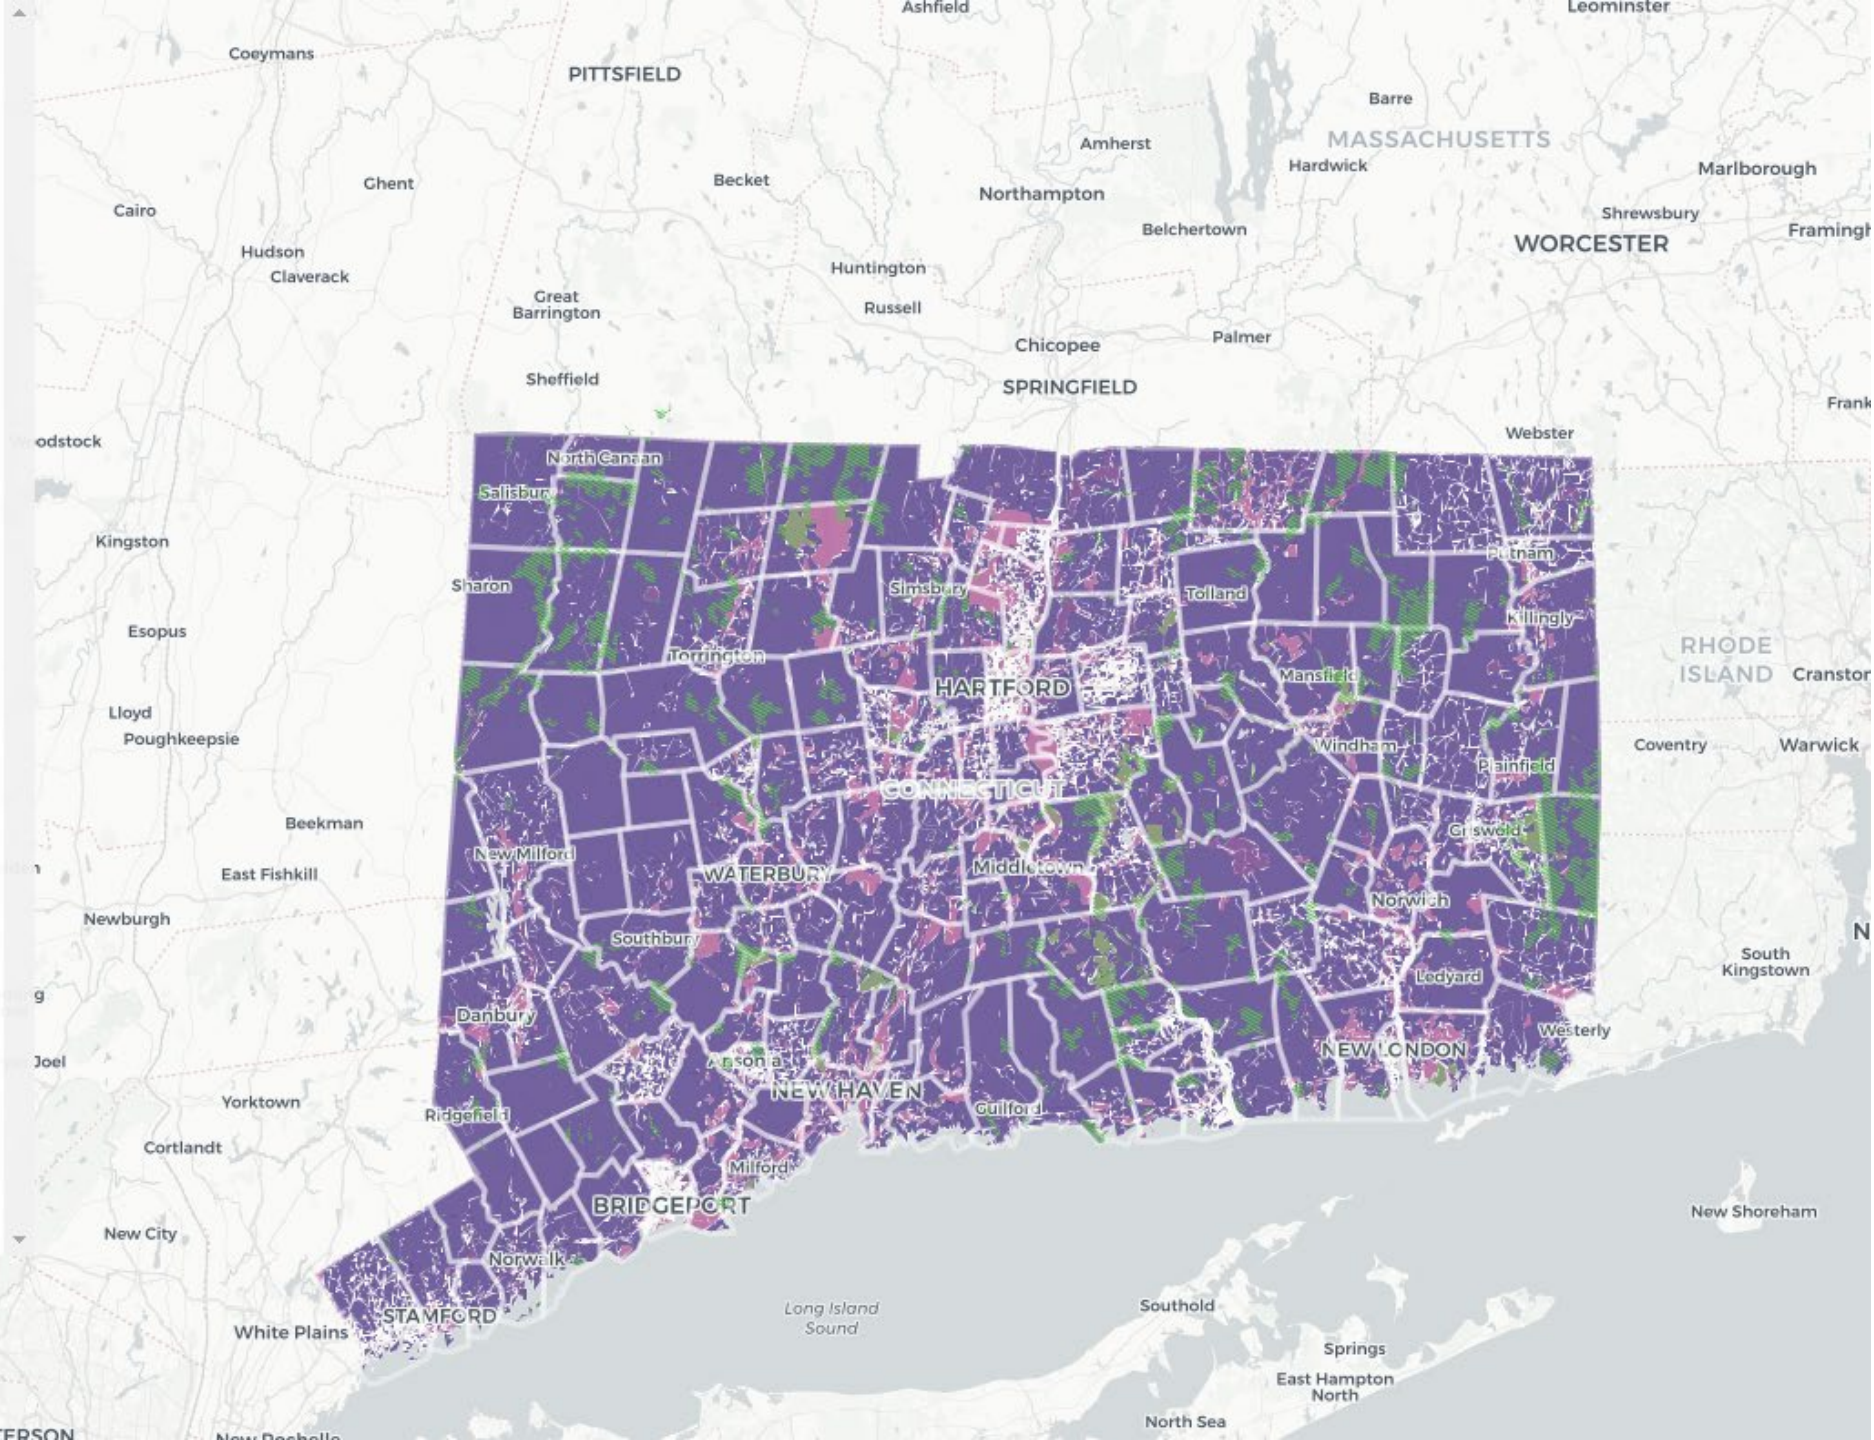 Ashfield
Leominster
Coeymans
PITTSFIELD
Barre
MASSACHUSETTS
Amherst
Hardwick
Marlborough
Ghent
Becket
Northampton
Cairo
Shrewsbury
Belchertown
Framingh
WORCESTER
Hudson
Claverack
Huntington
Great
Barrington
Russell
Palmer
Chicopee
Sheffield
SPRINGFIELD
Frank
oodstock
Webster
North Canaan
Salisbury
Kingston
Putnam
Sharon
Simsbury
Tolland
Killingly
Esopus
RHODE
ISLAND
Torrington
Mansfield
Cranston
HARTFORD
Lloyd
Poughkeepsie
Windham
Coventry
Warwick
Plainfield
CONNECTICUT
Beekman
Griswold
New Milford
East Fishkill
WATERBURY
Middletown
Norwich
Newburgh
Southbury
N
South
Kingstown
Ledyard
g
Danbury
Westerly
Joel
Ansonia
NEW LONDON
NEW HAVEN
Yorktown
Ridgefield
Guilford
Cortlandt
Milford
BRIDGEPORT
New Shoreham
New City
Norwalk
Long Island
Sound
Southold
STAMFORD
White Plains
Springs
East Hampton
North
North Sea
TERSON
New Rochelle